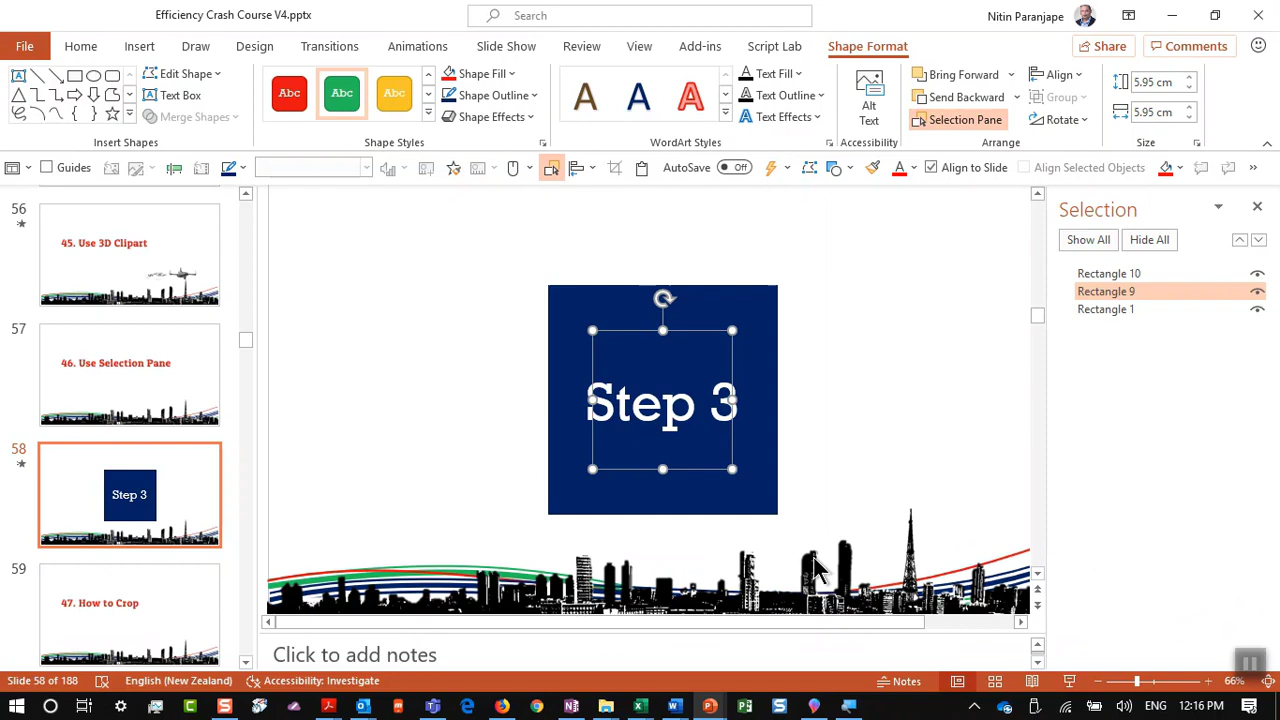 Efficiency Crash Course V4.pptx
Search
Nitin Paranjape
File Home Insert Draw Design Transitions Animations Slide Show Review View Add-ins Script Lab Shape Format Share Comments
Edit Shape
Text Box
Merge Shapes
Insert Shapes
Abc Abc Abc
Shape Fill
Shape Outline
Shape Effects
Shape Styles
A A A
Text Fill
Text Outline
Text Effects
WordArt Styles
Alt
Text
Accessibility
Bring Forward
Send Backward
Selection Pane
Align
Group
Rotate
Arrange
5.95 cm
5.95 cm
Size
Guides
AutoSave Off
Align to Slide
Align Selected Objects
56
45. Use 3D Clipart
57
46. Use Selection Pane
58
Step 3
59
47. How to Crop
Step 3
Selection
Show All Hide All
Rectangle 10
Rectangle 9
Rectangle 1
Click to add notes
Slide 58 of 188
English (New Zealand)
Accessibility: Investigate
Notes
66%
ENG
12:16 PM